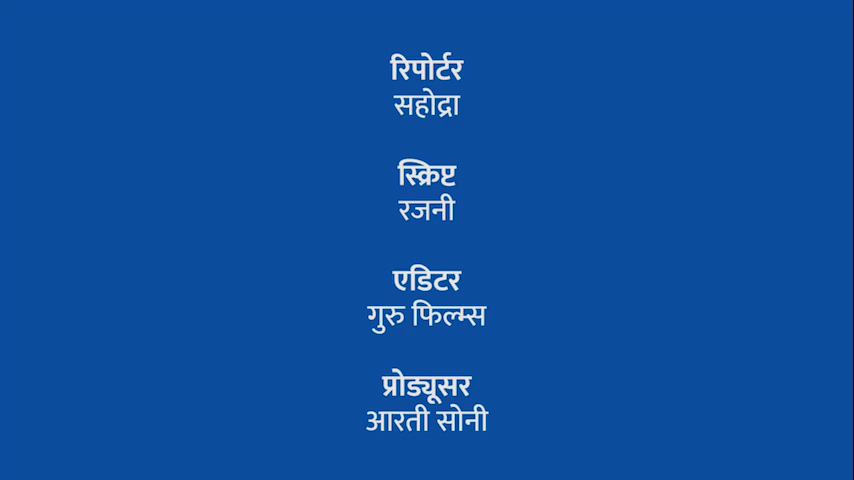 रिपोर्टर
सहोद्रा
स्क्रिप्ट
रजनी
एडिटर
गुरु फिल्म्स
प्रोड्यूसर
आरती सोनी